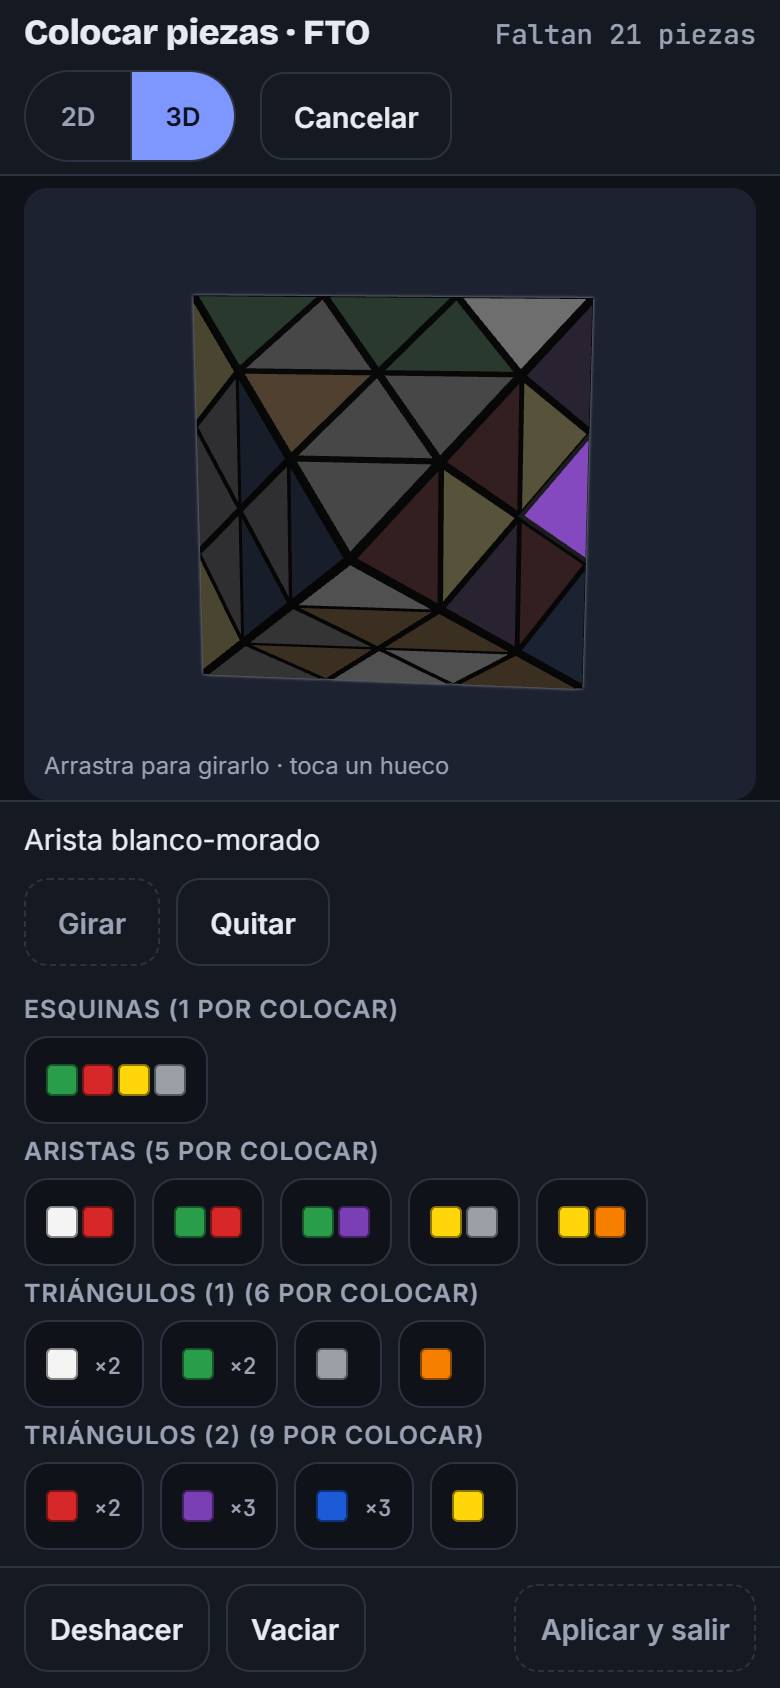 Colocar piezas · FTO
Faltan 21 piezas
2D
3D
Cancelar
Arrastra para girarlo · toca un hueco
Arista blanco-morado
Girar
Quitar
ESQUINAS (1 POR COLOCAR)
ARISTAS (5 POR COLOCAR)
TRIÁNGULOS (1) (6 POR COLOCAR)
×2
×2
TRIÁNGULOS (2) (9 POR COLOCAR)
×2
×3
×3
Deshacer
Vaciar
Aplicar y salir